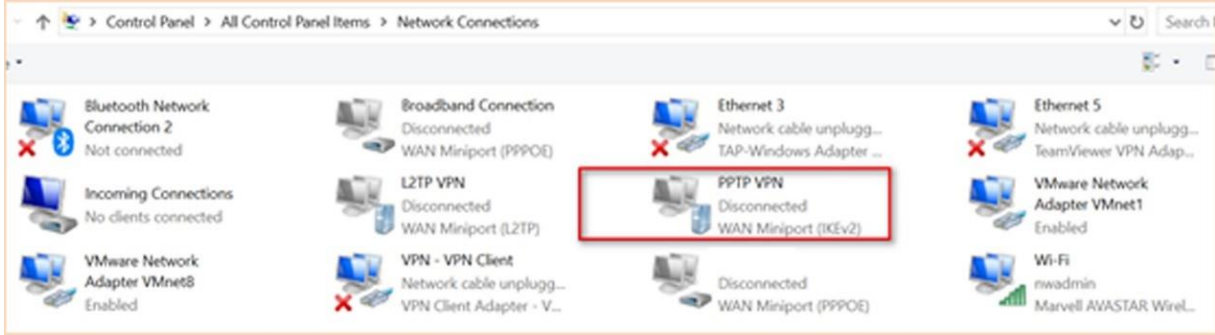 Control Panel > All Control Panel Items > Network Connections
Search
Bluetooth Network
Connection 2
Not connected
Broadband Connection
Disconnected
WAN Miniport (PPPOE)
Ethernet 3
Network cable unplugg...
TAP-Windows Adapter ...
Ethernet 5
Network cable unplugg...
TeamViewer VPN Adap...
Incoming Connections
No clients connected
L2TP VPN
Disconnected
WAN Miniport (L2TP)
PPTP VPN
Disconnected
WAN Miniport (IKEv2)
VMware Network
Adapter VMnet1
Enabled
VMware Network
Adapter VMnet8
Enabled
VPN - VPN Client
Network cable unplugg...
VPN Client Adapter - V...
Disconnected
WAN Miniport (PPPOE)
Wi-Fi
nwadmin
Marvell AVASTAR Wirel...